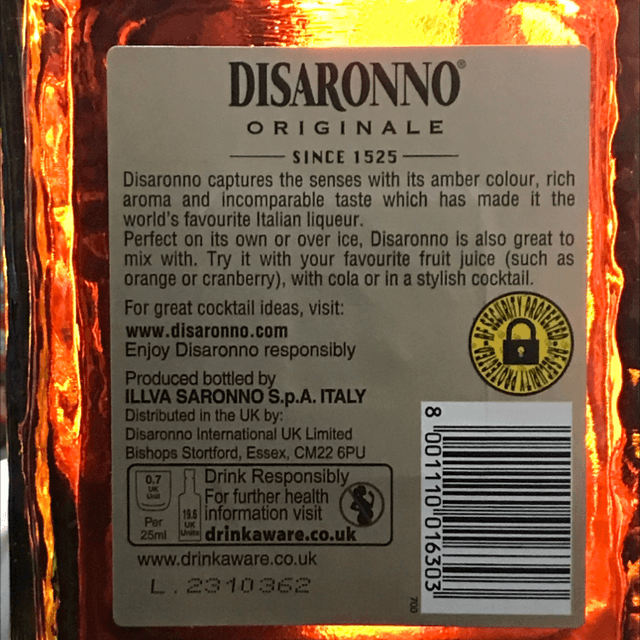 DISARONNO®
ORIGINALE
SINCE 1525
Disaronno captures the senses with its amber colour, rich
aroma and incomparable taste which has made it the
world's favourite Italian liqueur.
Perfect on its own or over ice, Disaronno is also great to
mix with. Try it with your favourite fruit juice (such as
orange or cranberry), with cola or in a stylish cocktail.
For great cocktail ideas, visit:
www.disaronno.com
Enjoy Disaronno responsibly
SECURITY PROTECTED
Produced bottled by
ILLVA SARONNO S.p.A. ITALY
Distributed in the UK by:
Disaronno International UK Limited
Bishops Stortford, Essex, CM22 6PU
0.7
UK
Unit
Per
25ml
19.6
UK
Units
Drink Responsibly
For further health
information visit
drinkaware.co.uk
www.drinkaware.co.uk
L. 2310362
8 001110 016303
700